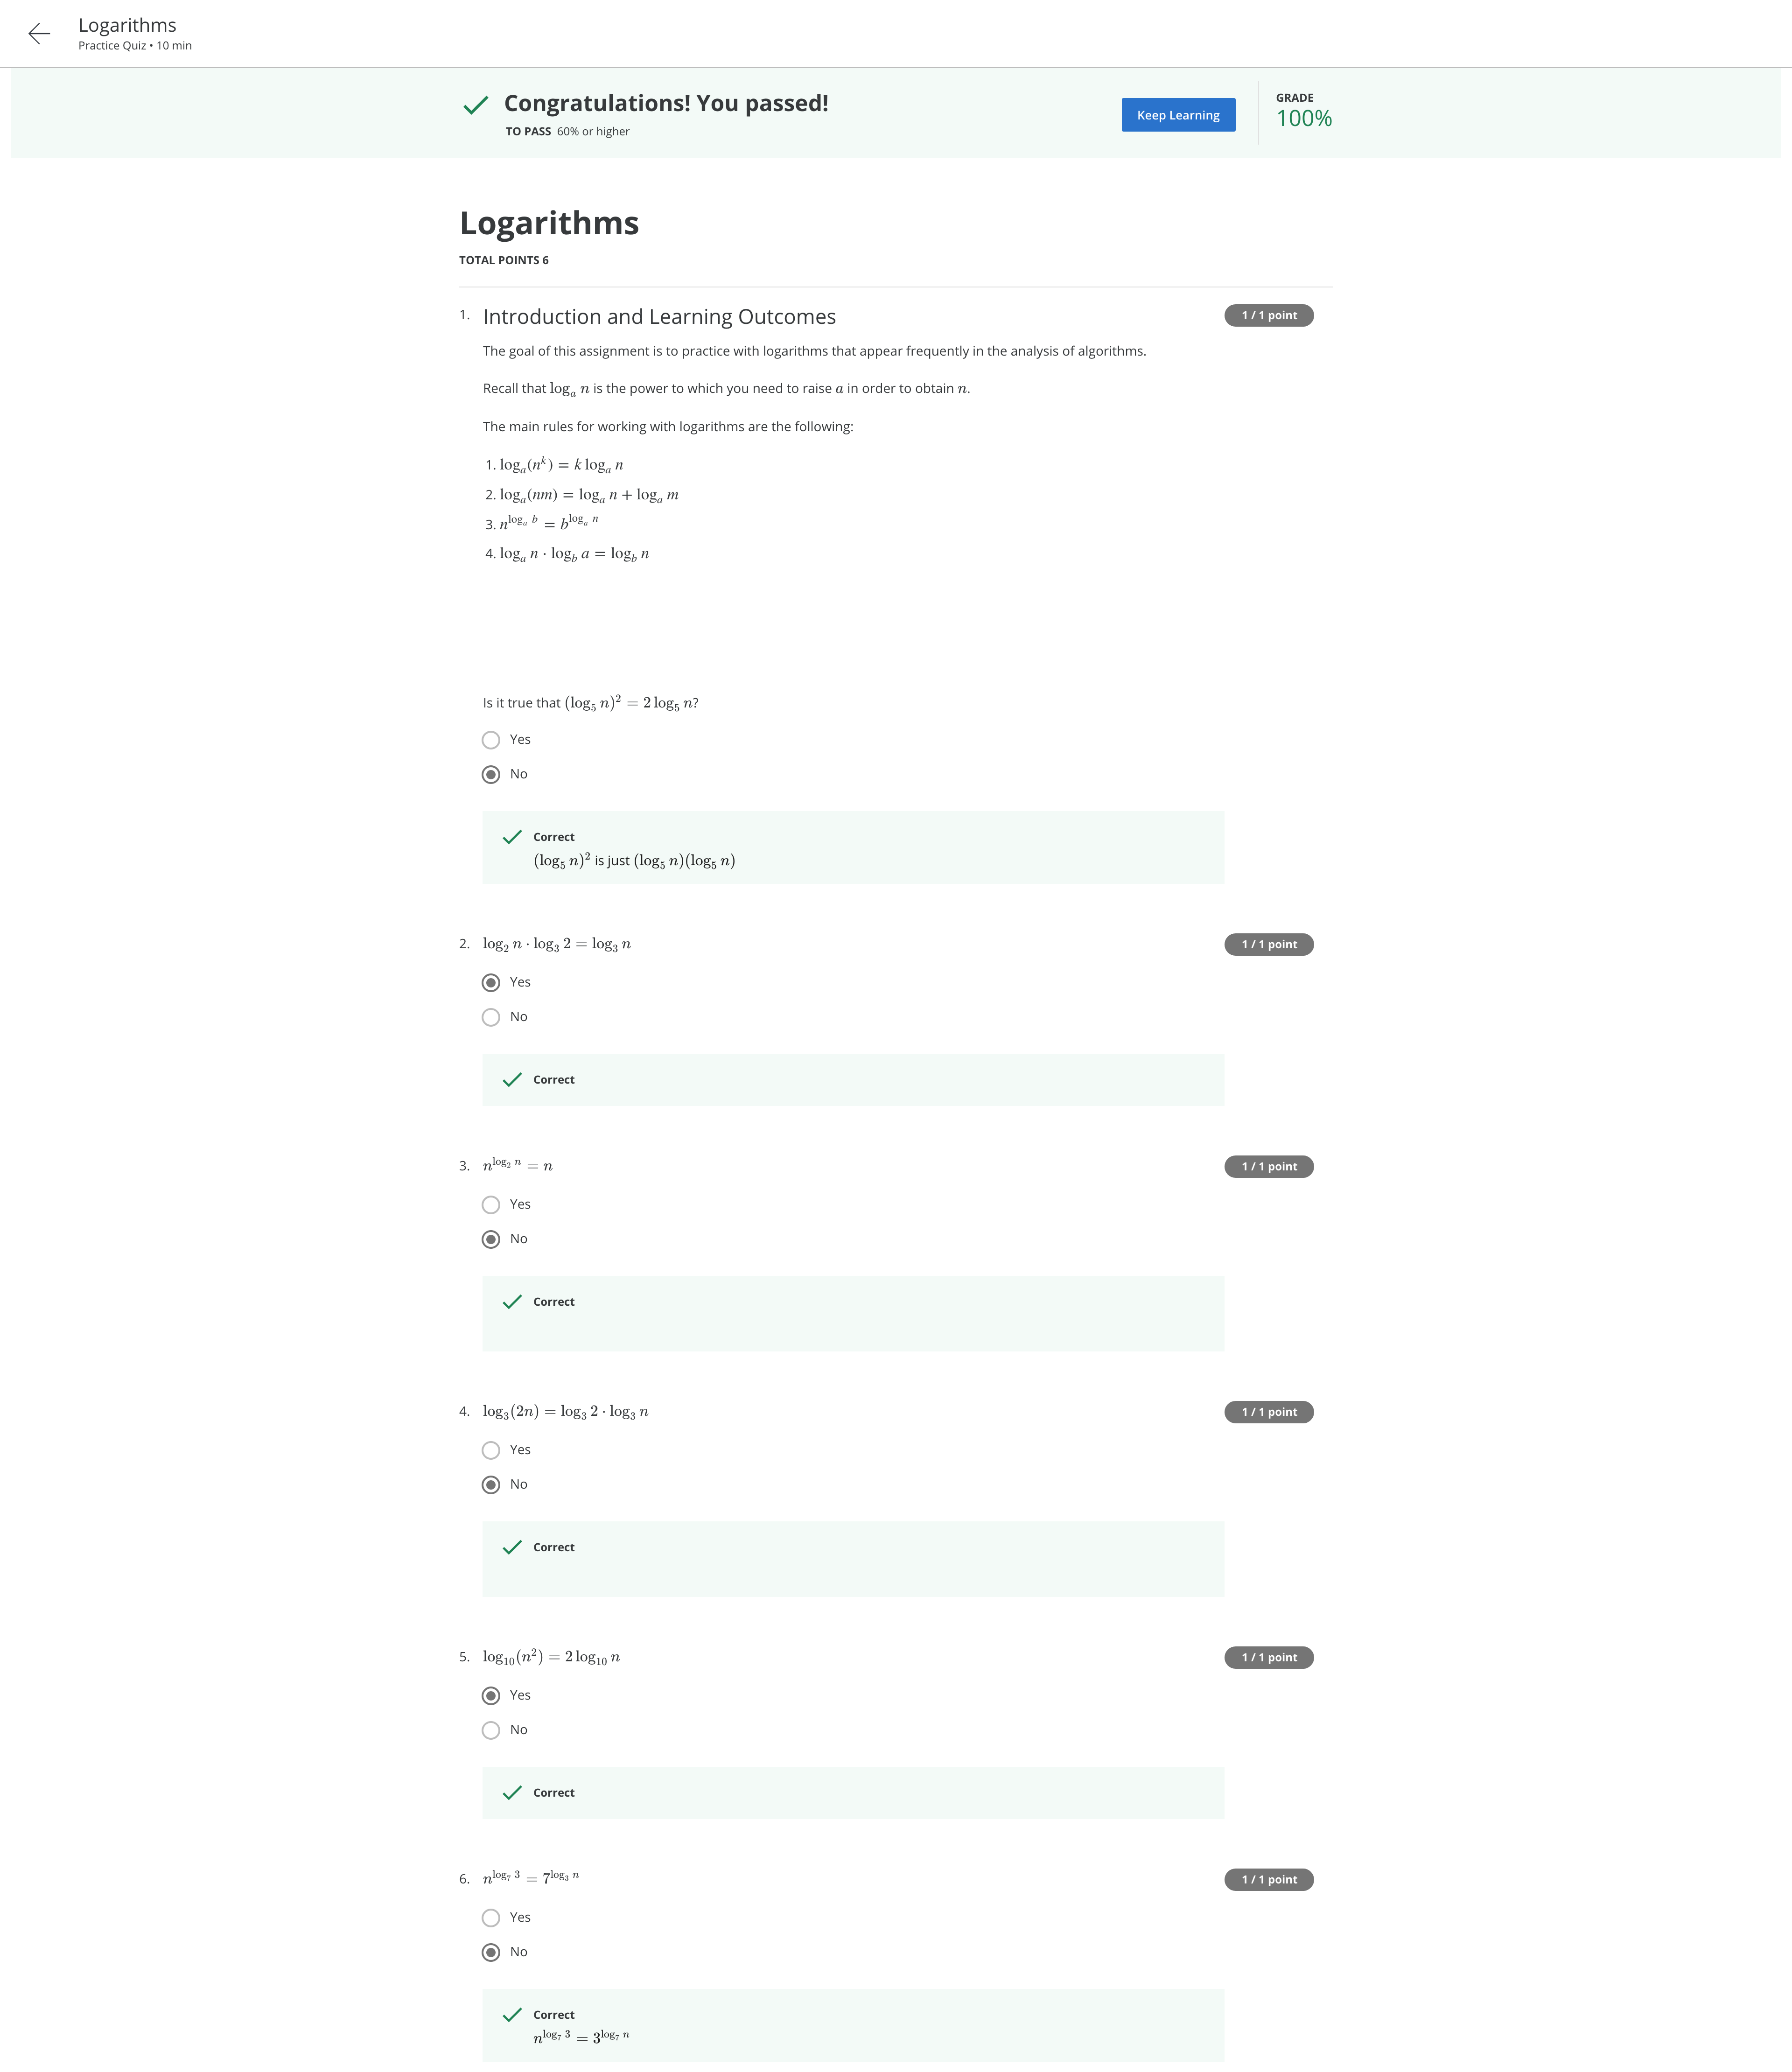 Logarithms
Practice Quiz • 10 min
Congratulations! You passed!
TO PASS 60% or higher
Keep Learning
GRADE
100%
Logarithms
TOTAL POINTS 6
1. Introduction and Learning Outcomes
1 / 1 point
The goal of this assignment is to practice with logarithms that appear frequently in the analysis of algorithms.
Recall that $\log_a n$ is the power to which you need to raise $a$ in order to obtain $n$.
The main rules for working with logarithms are the following:
1. $\log_a(n^k) = k \log_a n$
2. $\log_a(nm) = \log_a n + \log_a m$
3. $n^{\log_a b} = b^{\log_a n}$
4. $\log_a n \cdot \log_b a = \log_b n$
Is it true that $(\log_5 n)^2 = 2 \log_5 n$?
Yes
No
Correct
$(\log_5 n)^2$ is just $(\log_5 n)(\log_5 n)$
2. $\log_2 n \cdot \log_3 2 = \log_3 n$
1 / 1 point
Yes
No
Correct
3. $n^{\log_2 n} = n$
1 / 1 point
Yes
No
Correct
4. $\log_3(2n) = \log_3 2 \cdot \log_3 n$
1 / 1 point
Yes
No
Correct
5. $\log_{10}(n^2) = 2 \log_{10} n$
1 / 1 point
Yes
No
Correct
6. $n^{\log_7 3} = 7^{\log_3 n}$
1 / 1 point
Yes
No
Correct
$n^{\log_7 3} = 3^{\log_7 n}$